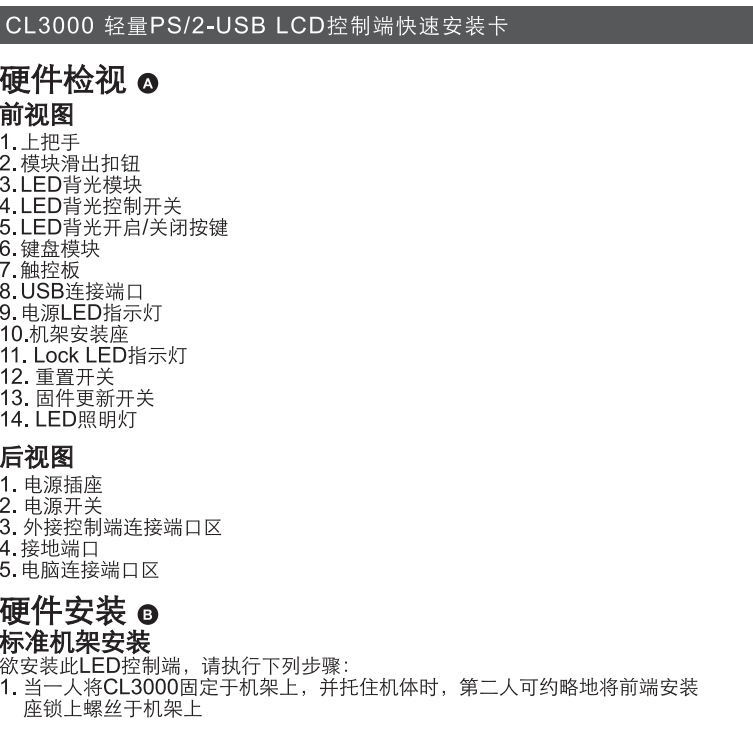 CL3000 轻量PS/2-USB LCD控制端快速安装卡
硬件检视 A
前视图
1. 上把手
2. 模块滑出扣钮
3. LED背光模块
4. LED背光控制开关
5. LED背光开启/关闭按键
6. 键盘模块
7. 触控板
8. USB连接端口
9. 电源LED指示灯
10.机架安装座
11. Lock LED指示灯
12. 重置开关
13. 固件更新开关
14. LED照明灯
后视图
1. 电源插座
2. 电源开关
3. 外接控制端连接端口区
4. 接地端口
5. 电脑连接端口区
硬件安装 B
标准机架安装
欲安装此LED控制端，请执行下列步骤：
1. 当一人将CL3000固定于机架上，并托住机体时，第二人可约略地将前端安装
座锁上螺丝于机架上